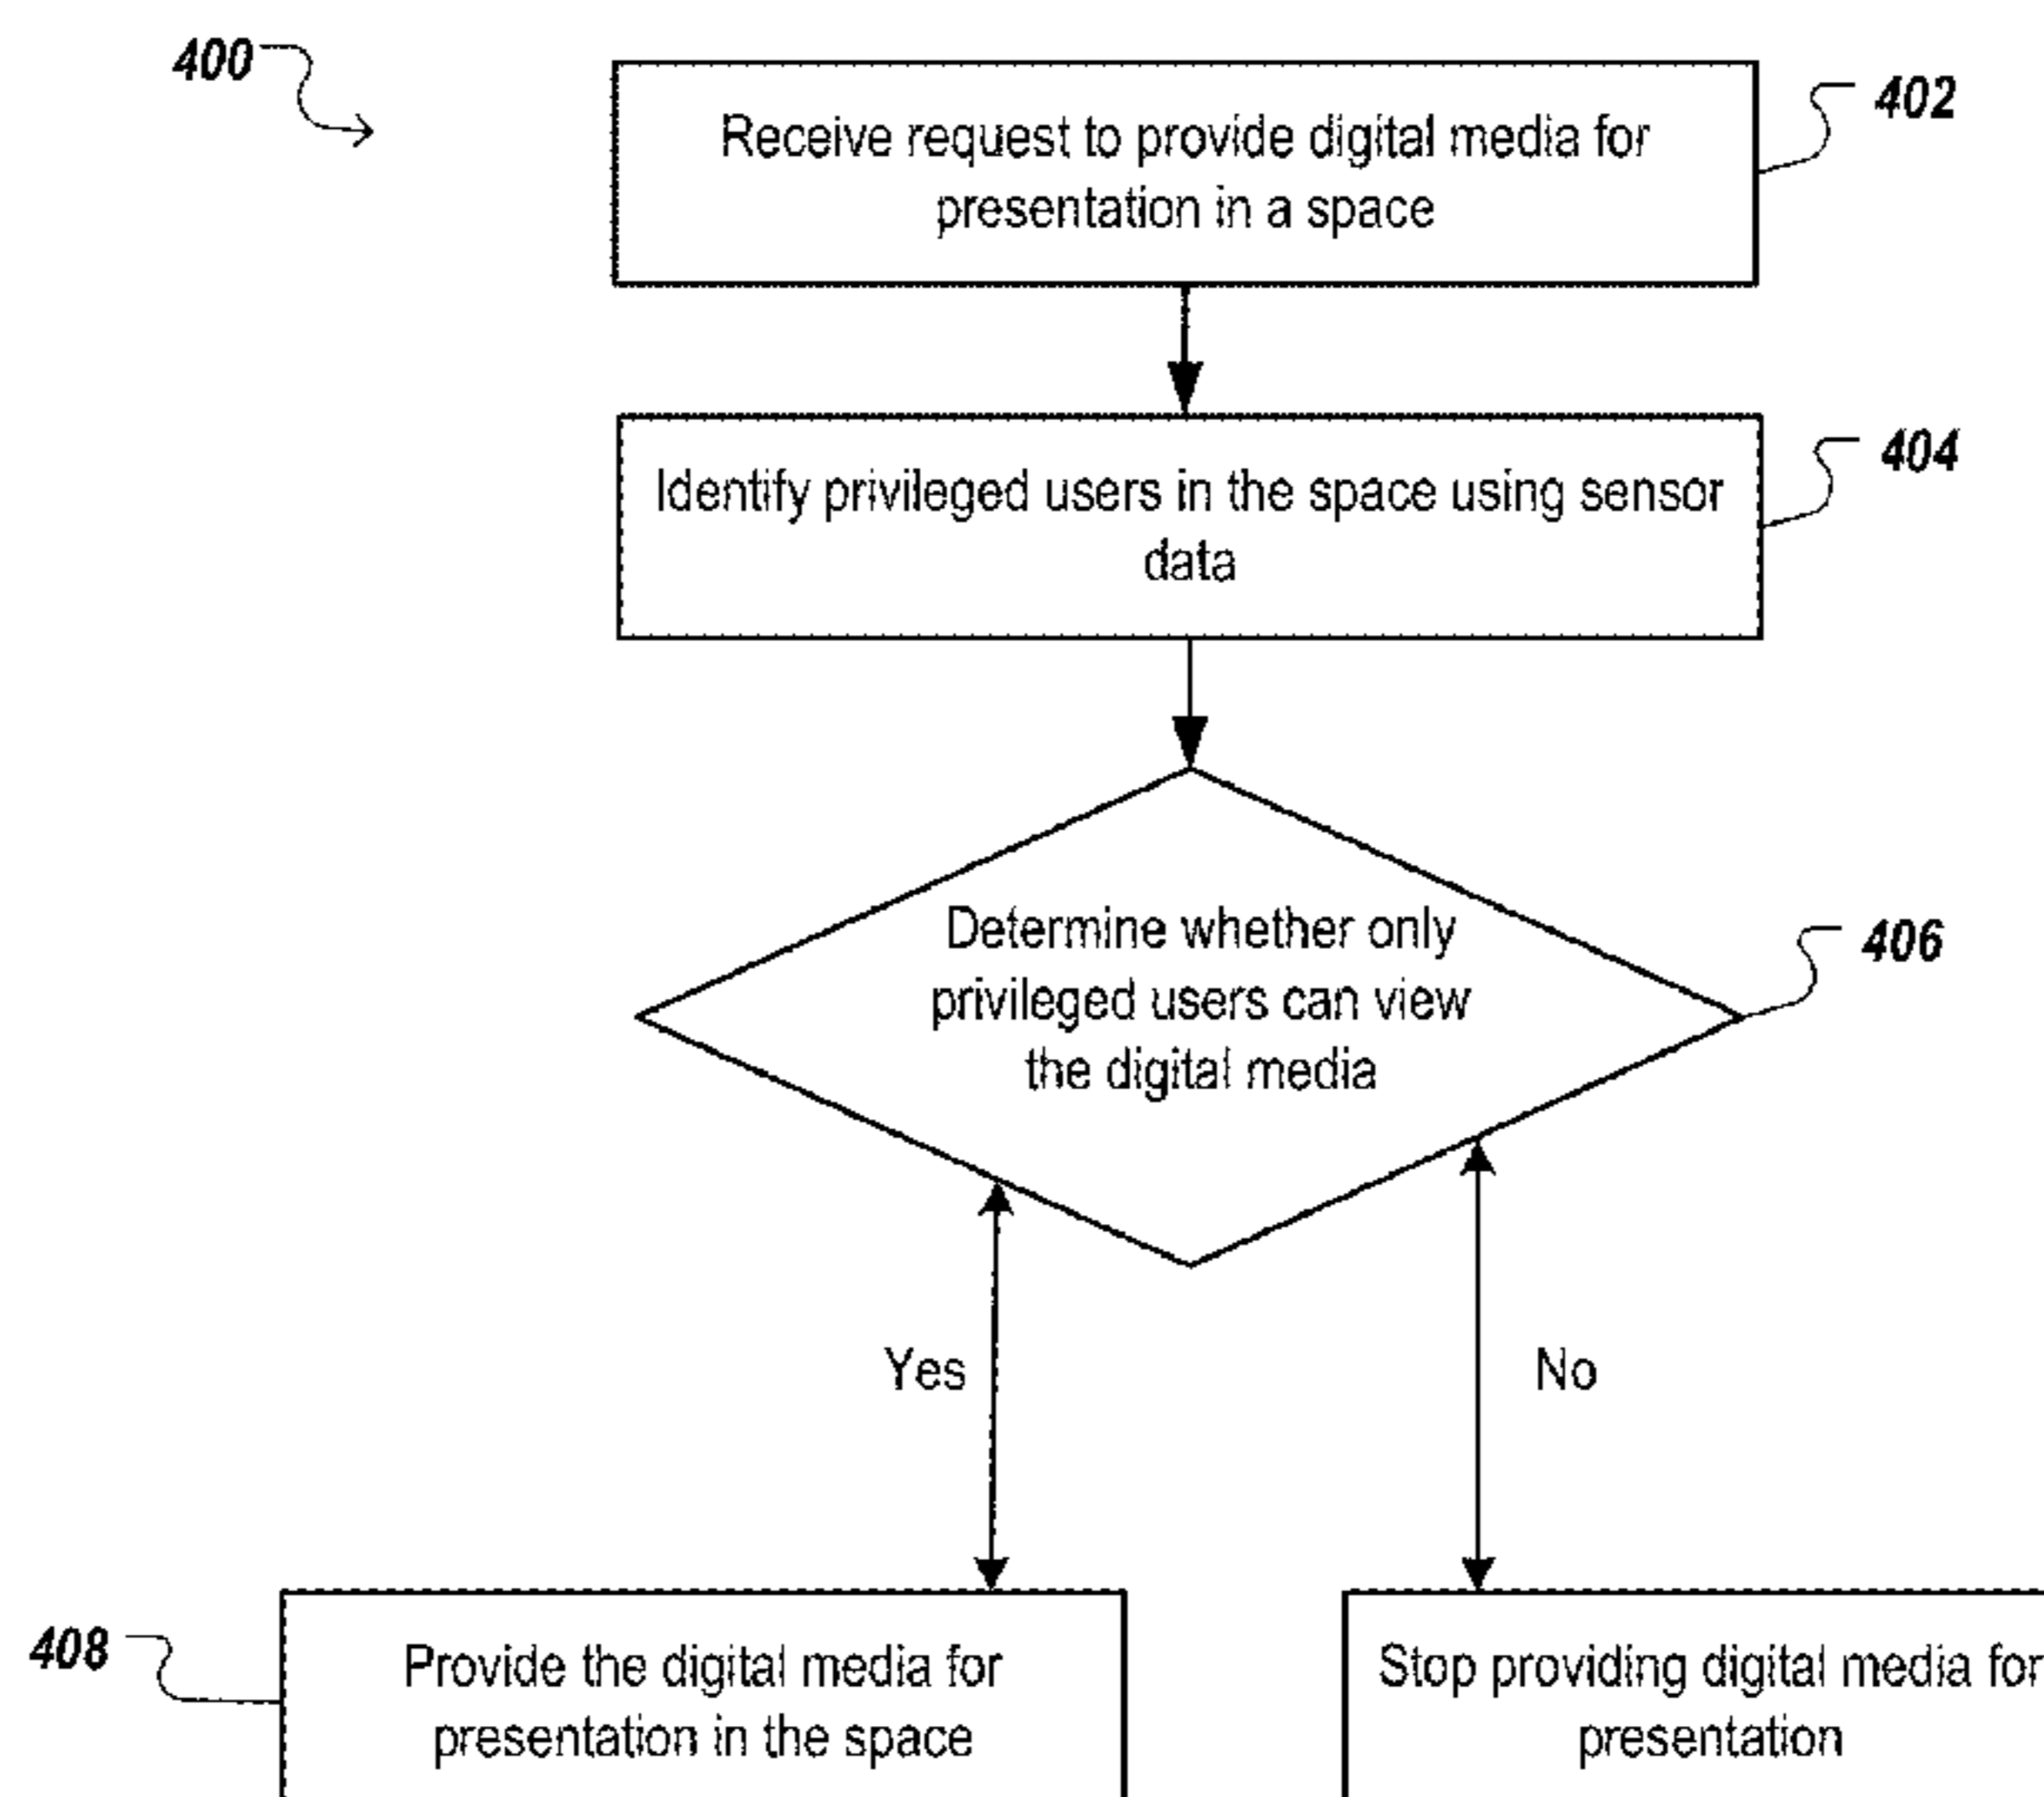 400
402
Receive request to provide digital media for
presentation in a space
404
Identify privileged users in the space using sensor
data
406
Determine whether only
privileged users can view
the digital media
Yes
No
408
Provide the digital media for
presentation in the space
Stop providing digital media for
presentation